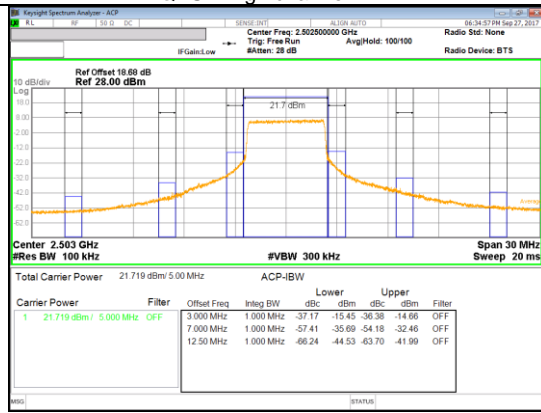 Keysight Spectrum Analyzer - ACP
RL RF 50 Ω DC SENSE:INT ALIGN AUTO 06:34:57 PM Sep 27, 2017
Center Freq: 2.502500000 GHz Radio Std: None
Trig: Free Run Avg|Hold: 100/100
IFGain:Low #Atten: 28 dB Radio Device: BTS
Ref Offset 18.68 dB
10 dB/div Ref 28.00 dBm
Log
18.0
8.00
-2.00
-12.0
-22.0
-32.0
-42.0
-52.0
-62.0
21.7 dBm
Average
Center 2.503 GHz Span 30 MHz
#Res BW 100 kHz #VBW 300 kHz Sweep 20 ms
Total Carrier Power 21.719 dBm/ 5.00 MHz ACP-IBW
Lower Upper
Carrier Power Filter Offset Freq Integ BW dBc dBm dBc dBm Filter
1 21.719 dBm / 5.000 MHz OFF 3.000 MHz 1.000 MHz -37.17 -15.45 -36.38 -14.66 OFF
7.000 MHz 1.000 MHz -57.41 -35.69 -54.18 -32.46 OFF
12.50 MHz 1.000 MHz -66.24 -44.53 -63.70 -41.99 OFF
MSG STATUS